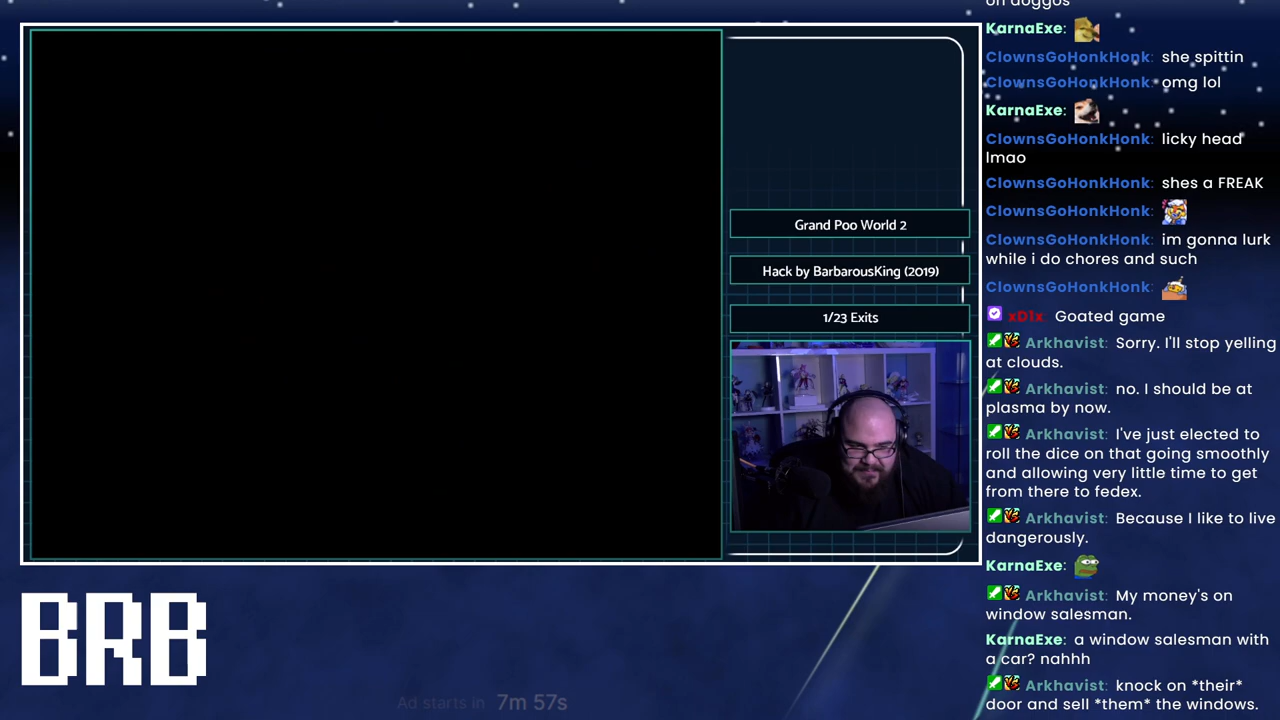 on doggos
KarnaExe:
ClownsGoHonkHonk: she spittin
ClownsGoHonkHonk: omg lol
KarnaExe:
ClownsGoHonkHonk: licky head
lmao
ClownsGoHonkHonk: shes a FREAK
ClownsGoHonkHonk:
ClownsGoHonkHonk: im gonna lurk
while i do chores and such
ClownsGoHonkHonk:
xD1x: Goated game
Arkhavist: Sorry. I'll stop yelling
at clouds.
Arkhavist: no. I should be at
plasma by now.
Arkhavist: I've just elected to
roll the dice on that going smoothly
and allowing very little time to get
from there to fedex.
Arkhavist: Because I like to live
dangerously.
KarnaExe:
Arkhavist: My money's on
window salesman.
KarnaExe: a window salesman with
a car? nahhh
Arkhavist: knock on *their*
door and sell *them* the windows.
Grand Poo World 2
Hack by BarbarousKing (2019)
1/23 Exits
BRB
Ad starts in 7m 57s